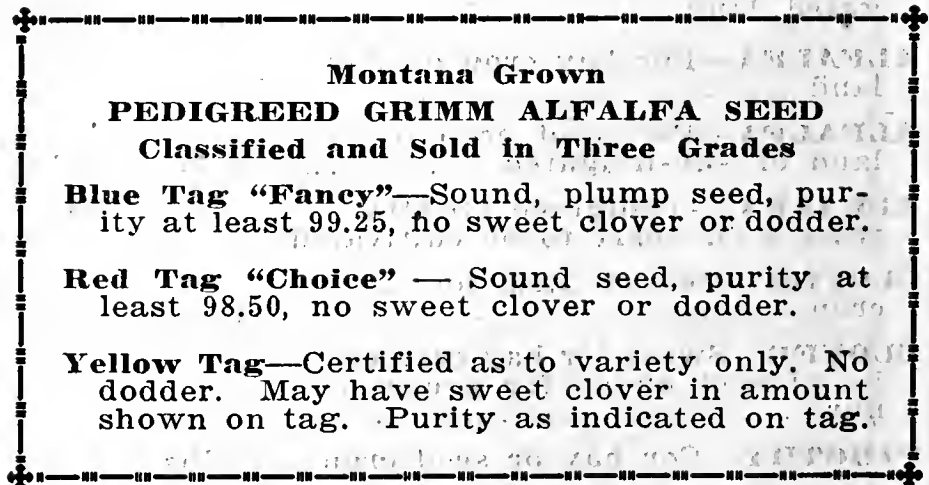 Montana Grown
PEDIGREED GRIMM ALFALFA SEED
Classified and Sold in Three Grades
Blue Tag "Fancy"—Sound, plump seed, pur-
ity at least 99.25, no sweet clover or dodder.
Red Tag "Choice" — Sound seed, purity at
least 98.50, no sweet clover or dodder.
Yellow Tag—Certified as to variety only. No
dodder. May have sweet clover in amount
shown on tag. Purity as indicated on tag.